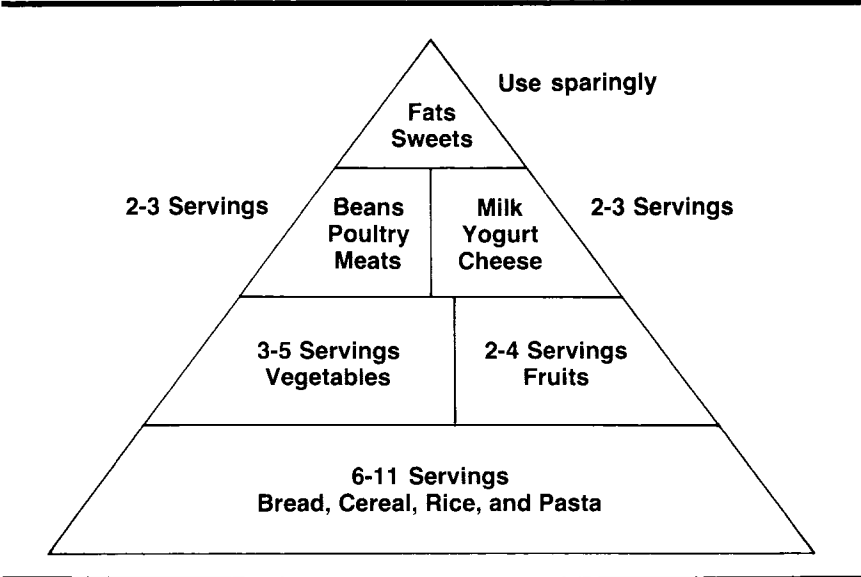 Use sparingly
Fats
Sweets
2-3 Servings
Beans
Poultry
Meats
Milk
Yogurt
Cheese
2-3 Servings
3-5 Servings
Vegetables
2-4 Servings
Fruits
6-11 Servings
Bread, Cereal, Rice, and Pasta